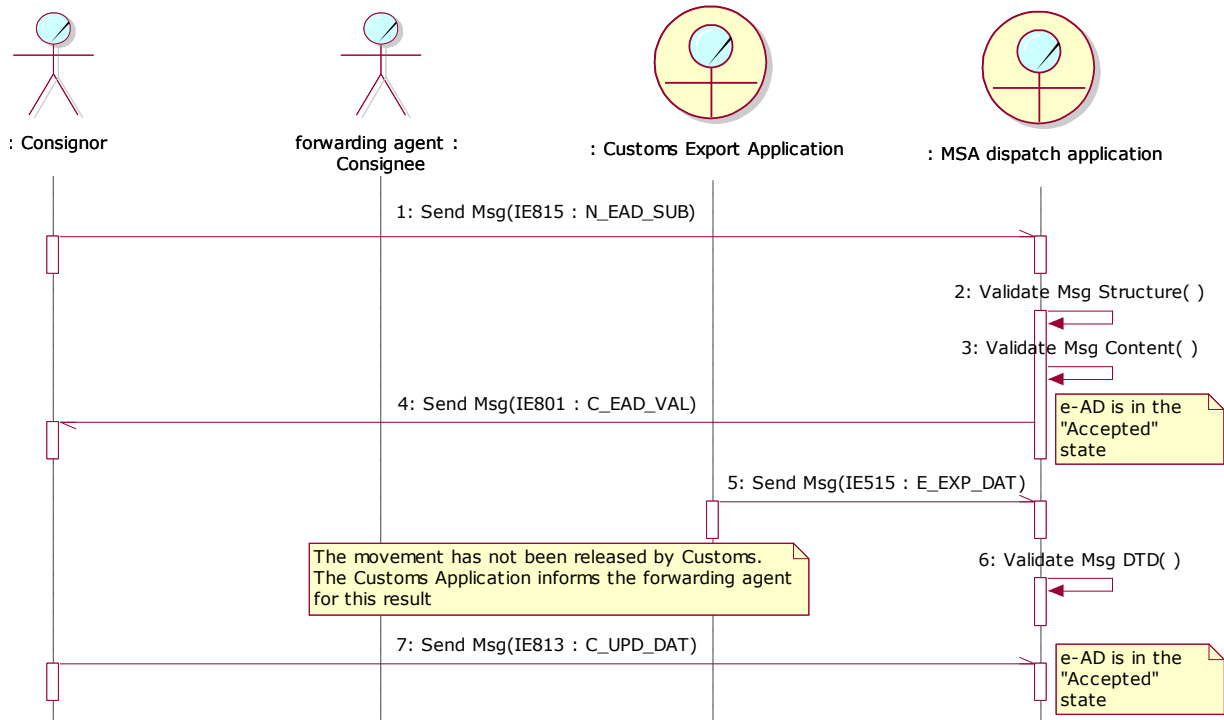 : Consignor
forwarding agent :
Consignee
: Customs Export Application
: MSA dispatch application
1: Send Msg(IE815 : N_EAD_SUB)
2: Validate Msg Structure( )
3: Validate Msg Content( )
4: Send Msg(IE801 : C_EAD_VAL)
e-AD is in the
"Accepted"
state
5: Send Msg(IE515 : E_EXP_DAT)
The movement has not been released by Customs.
The Customs Application informs the forwarding agent
for this result
6: Validate Msg DTD( )
7: Send Msg(IE813 : C_UPD_DAT)
e-AD is in the
"Accepted"
state